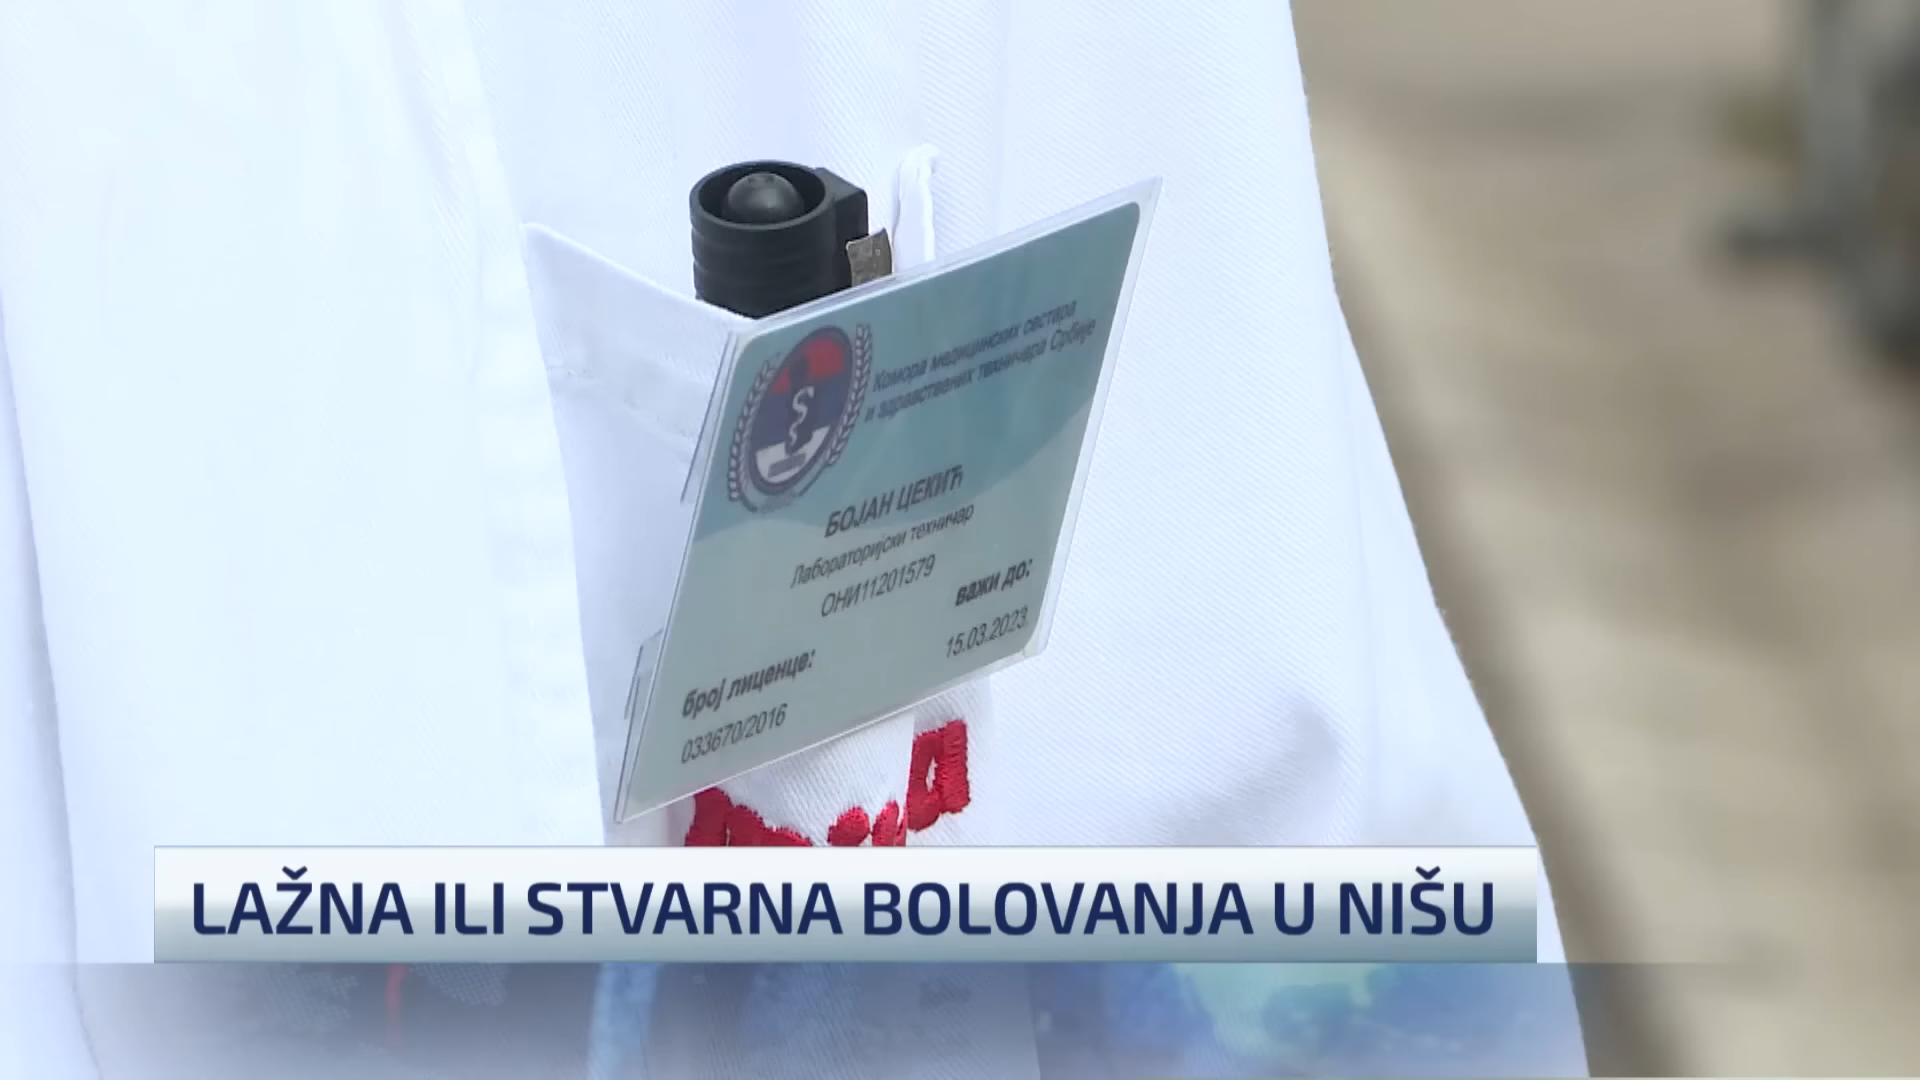 Комора медицинских сестара
и здравствених техничара Србије
БОЈАН ЦЕКИЋ
Лабораторијски техничар
ОНИ11201579
важи до:
15.03.2023.
број лиценце:
033670/2016
LAŽNA ILI STVARNA BOLOVANJA U NIŠU